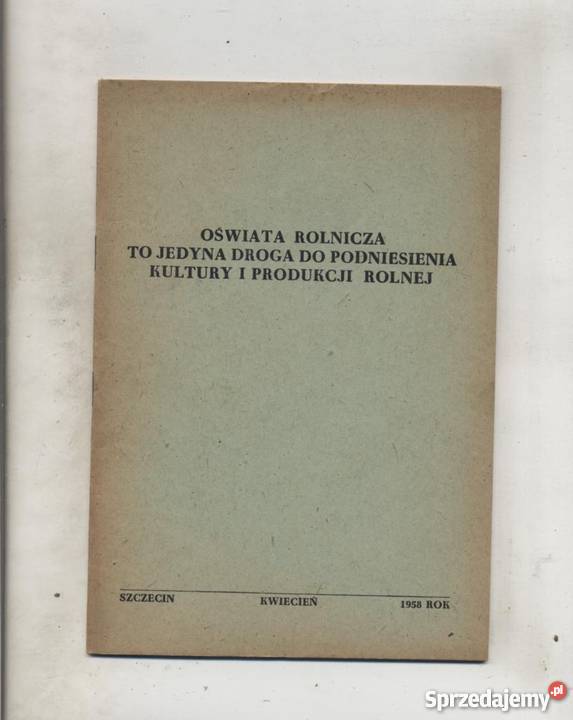 OŚWIATA ROLNICZA
TO JEDYNA DROGA DO PODNIESIENIA
KULTURY I PRODUKCJI ROLNEJ
SZCZECIN KWIECIEŃ 1958 ROK
Sprzedajemy.pl